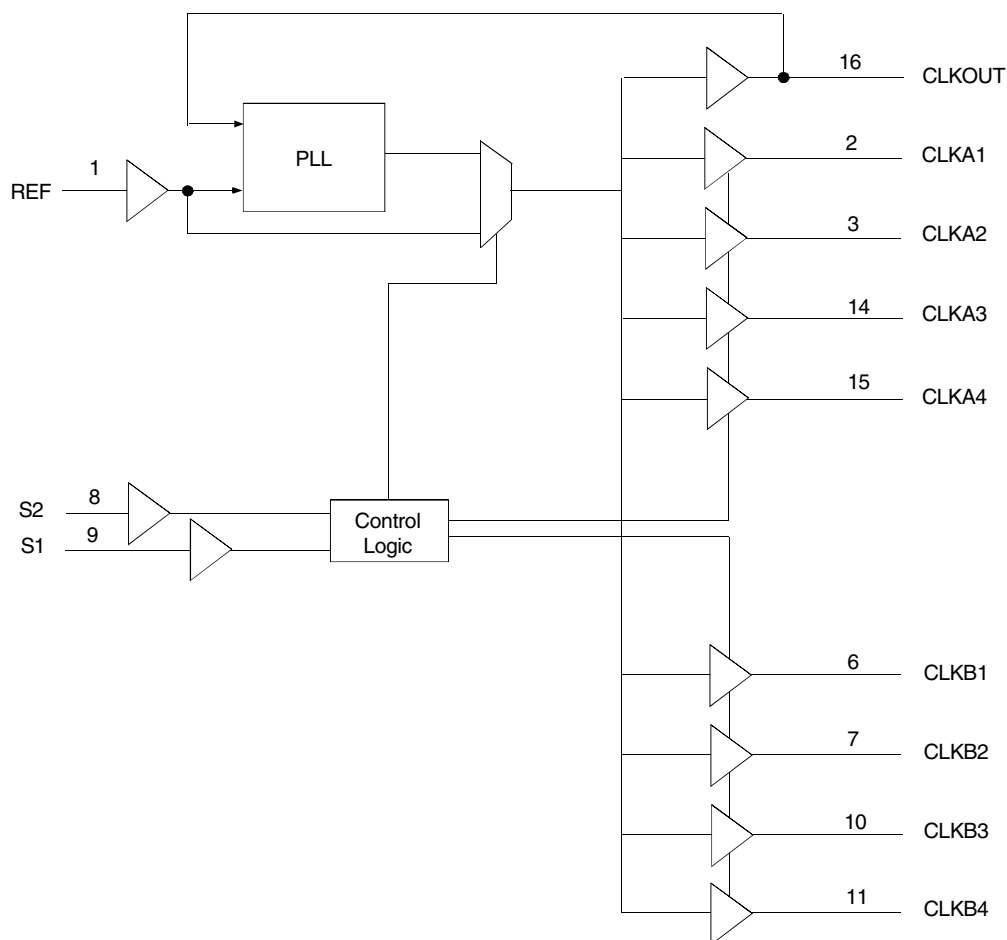 16
CLKOUT
PLL
1
REF
2
CLKA1
3
CLKA2
14
CLKA3
15
CLKA4
S2
8
S1
9
Control
Logic
6
CLKB1
7
CLKB2
10
CLKB3
11
CLKB4